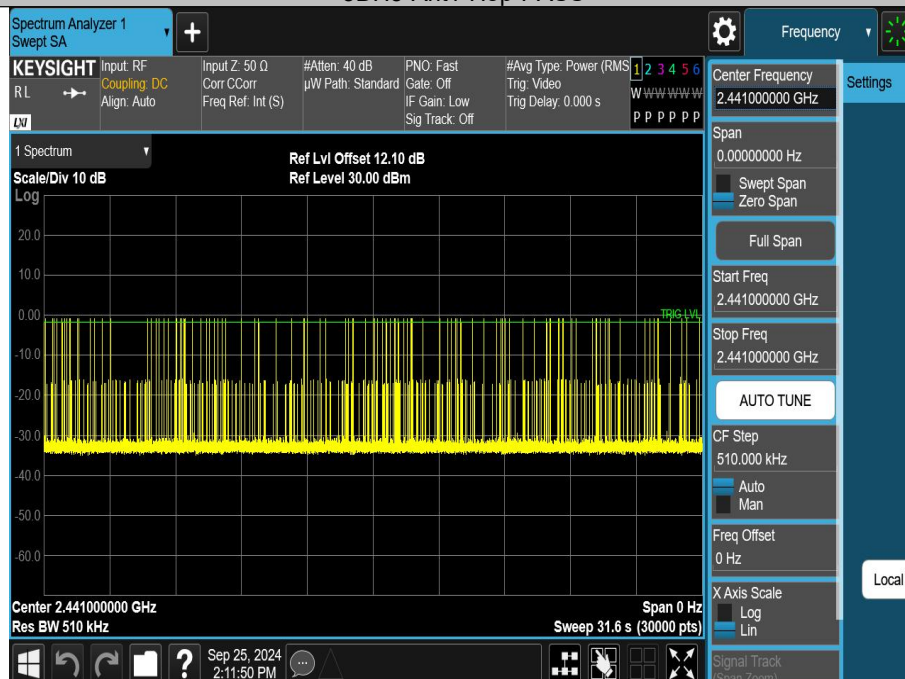 Spectrum Analyzer 1
Swept SA
Frequency
KEYSIGHT
RL
LXI
Input: RF
Coupling: DC
Align: Auto
Input Z: 50 Ω
Corr CCorr
Freq Ref: Int (S)
#Atten: 40 dB
µW Path: Standard
PNO: Fast
Gate: Off
IF Gain: Low
Sig Track: Off
#Avg Type: Power (RMS
Trig: Video
Trig Delay: 0.000 s
1 2 3 4 5 6
W W W W W W
P P P P P P
1 Spectrum
Scale/Div 10 dB
Log
Ref Lvl Offset 12.10 dB
Ref Level 30.00 dBm
20.0
10.0
0.00
TRIG LVL
-10.0
-20.0
-30.0
-40.0
-50.0
-60.0
Center 2.441000000 GHz
Res BW 510 kHz
Span 0 Hz
Sweep 31.6 s (30000 pts)
Center Frequency
2.441000000 GHz
Settings
Span
0.00000000 Hz
Swept Span
Zero Span
Full Span
Start Freq
2.441000000 GHz
Stop Freq
2.441000000 GHz
AUTO TUNE
CF Step
510.000 kHz
Auto
Man
Freq Offset
0 Hz
Local
X Axis Scale
Log
Lin
Signal Track
(Span Zoom)
?
Sep 25, 2024
2:11:50 PM